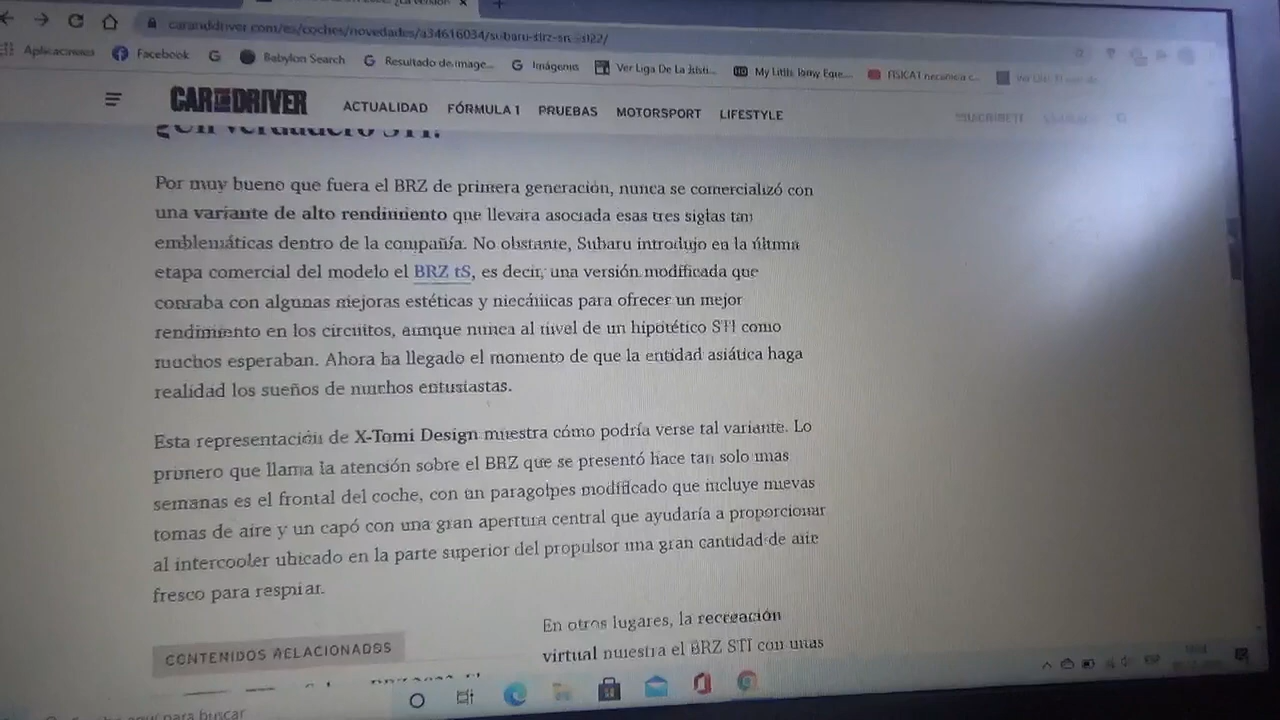 caranddriver.com/es/coches/novedades/a34616034/subaru-
Aplicaciones Facebook G Babylon Search Resultado de image... Imágenes Ver Liga De La Justi... My Little Pony Eque... FISICA1 mecánica c...
CAR AND DRIVER ACTUALIDAD FÓRMULA 1 PRUEBAS MOTORSPORT LIFESTYLE SUSCRÍBETE
¿Un verdadero STI?
Por muy bueno que fuera el BRZ de primera generación, nunca se comercializó con
una variante de alto rendimiento que llevara asociada esas tres siglas tan
emblemáticas dentro de la compañía. No obstante, Subaru introdujo en la última
etapa comercial del modelo el BRZ tS, es decir, una versión modificada que
contaba con algunas mejoras estéticas y mecánicas para ofrecer un mejor
rendimiento en los circuitos, aunque nunca al nivel de un hipotético STI como
muchos esperaban. Ahora ha llegado el momento de que la entidad asiática haga
realidad los sueños de muchos entusiastas.
Esta representación de X-Tomi Design muestra cómo podría verse tal variante. Lo
primero que llama la atención sobre el BRZ que se presentó hace tan solo unas
semanas es el frontal del coche, con un paragolpes modificado que incluye nuevas
tomas de aire y un capó con una gran apertura central que ayudaría a proporcionar
al intercooler ubicado en la parte superior del propulsor una gran cantidad de aire
fresco para respirar.
En otros lugares, la recreación
virtual muestra el BRZ STI con unas
CONTENIDOS RELACIONADOS
aquí para buscar